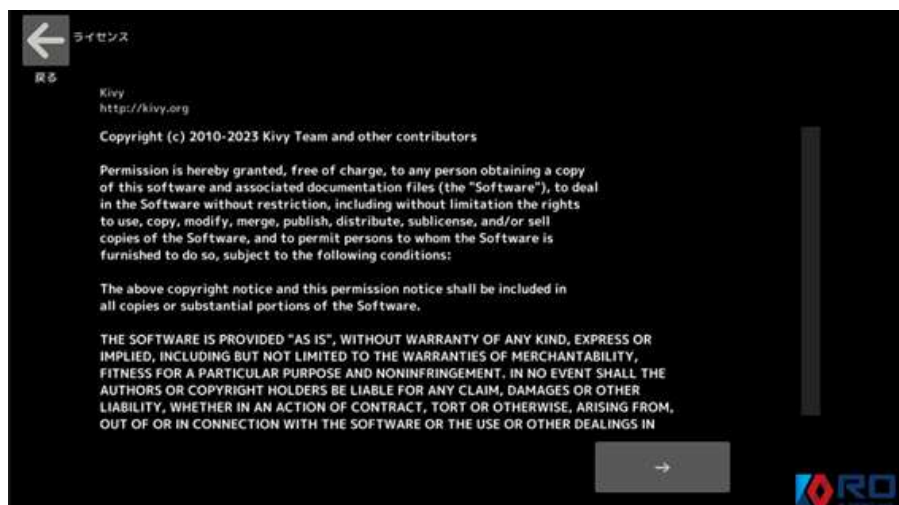 ライセンス
戻る
Kivy
http://kivy.org
Copyright (c) 2010-2023 Kivy Team and other contributors
Permission is hereby granted, free of charge, to any person obtaining a copy
of this software and associated documentation files (the "Software"), to deal
in the Software without restriction, including without limitation the rights
to use, copy, modify, merge, publish, distribute, sublicense, and/or sell
copies of the Software, and to permit persons to whom the Software is
furnished to do so, subject to the following conditions:
The above copyright notice and this permission notice shall be included in
all copies or substantial portions of the Software.
THE SOFTWARE IS PROVIDED "AS IS", WITHOUT WARRANTY OF ANY KIND, EXPRESS OR
IMPLIED, INCLUDING BUT NOT LIMITED TO THE WARRANTIES OF MERCHANTABILITY,
FITNESS FOR A PARTICULAR PURPOSE AND NONINFRINGEMENT. IN NO EVENT SHALL THE
AUTHORS OR COPYRIGHT HOLDERS BE LIABLE FOR ANY CLAIM, DAMAGES OR OTHER
LIABILITY, WHETHER IN AN ACTION OF CONTRACT, TORT OR OTHERWISE, ARISING FROM,
OUT OF OR IN CONNECTION WITH THE SOFTWARE OR THE USE OR OTHER DEALINGS IN
→
RO